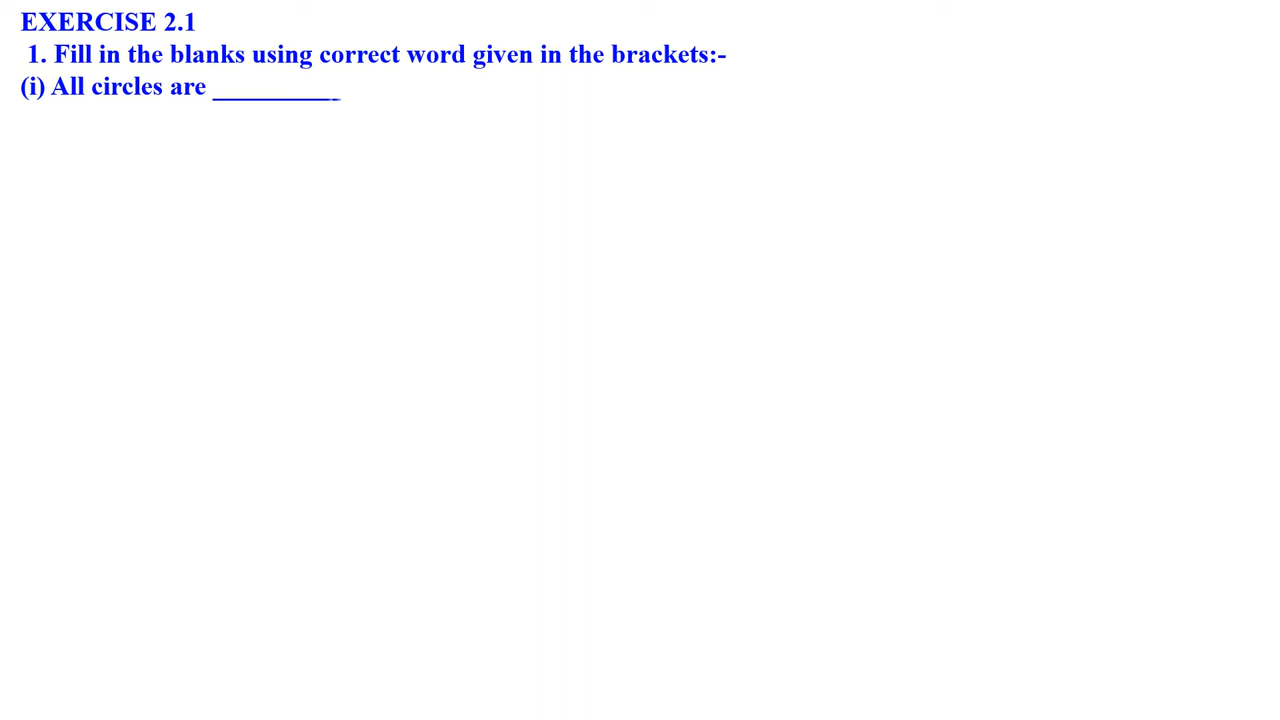 EXERCISE 2.1
1. Fill in the blanks using correct word given in the brackets:-
(i) All circles are __________